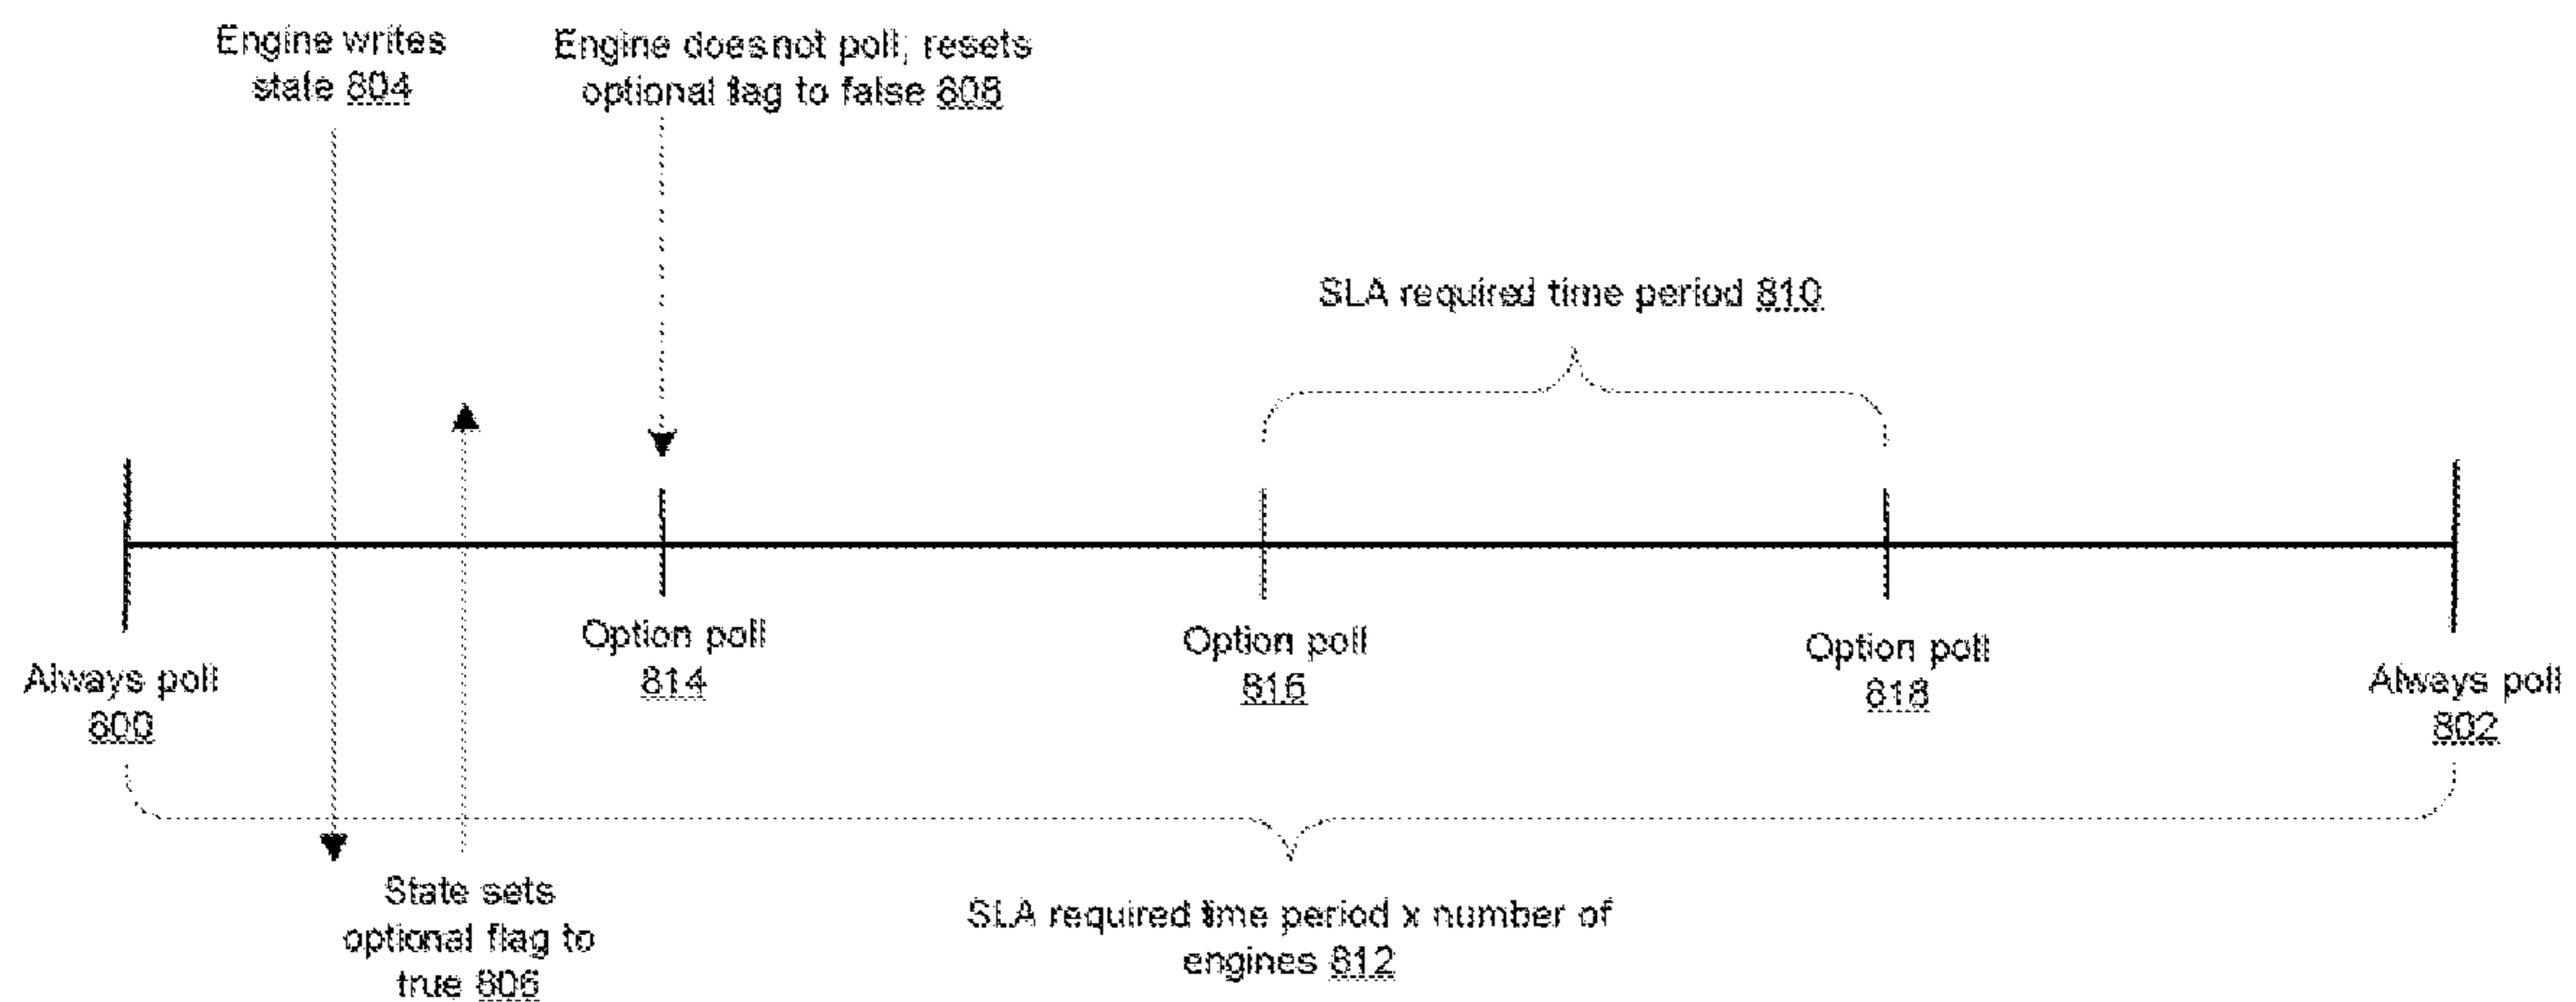 Engine writes
state 804
Engine does not poll; resets
optional flag to false 808
SLA required time period 810
Option poll
814
Option poll
816
Option poll
818
Always poll
800
Always poll
802
State sets
optional flag to
true 806
SLA required time period x number of
engines 812